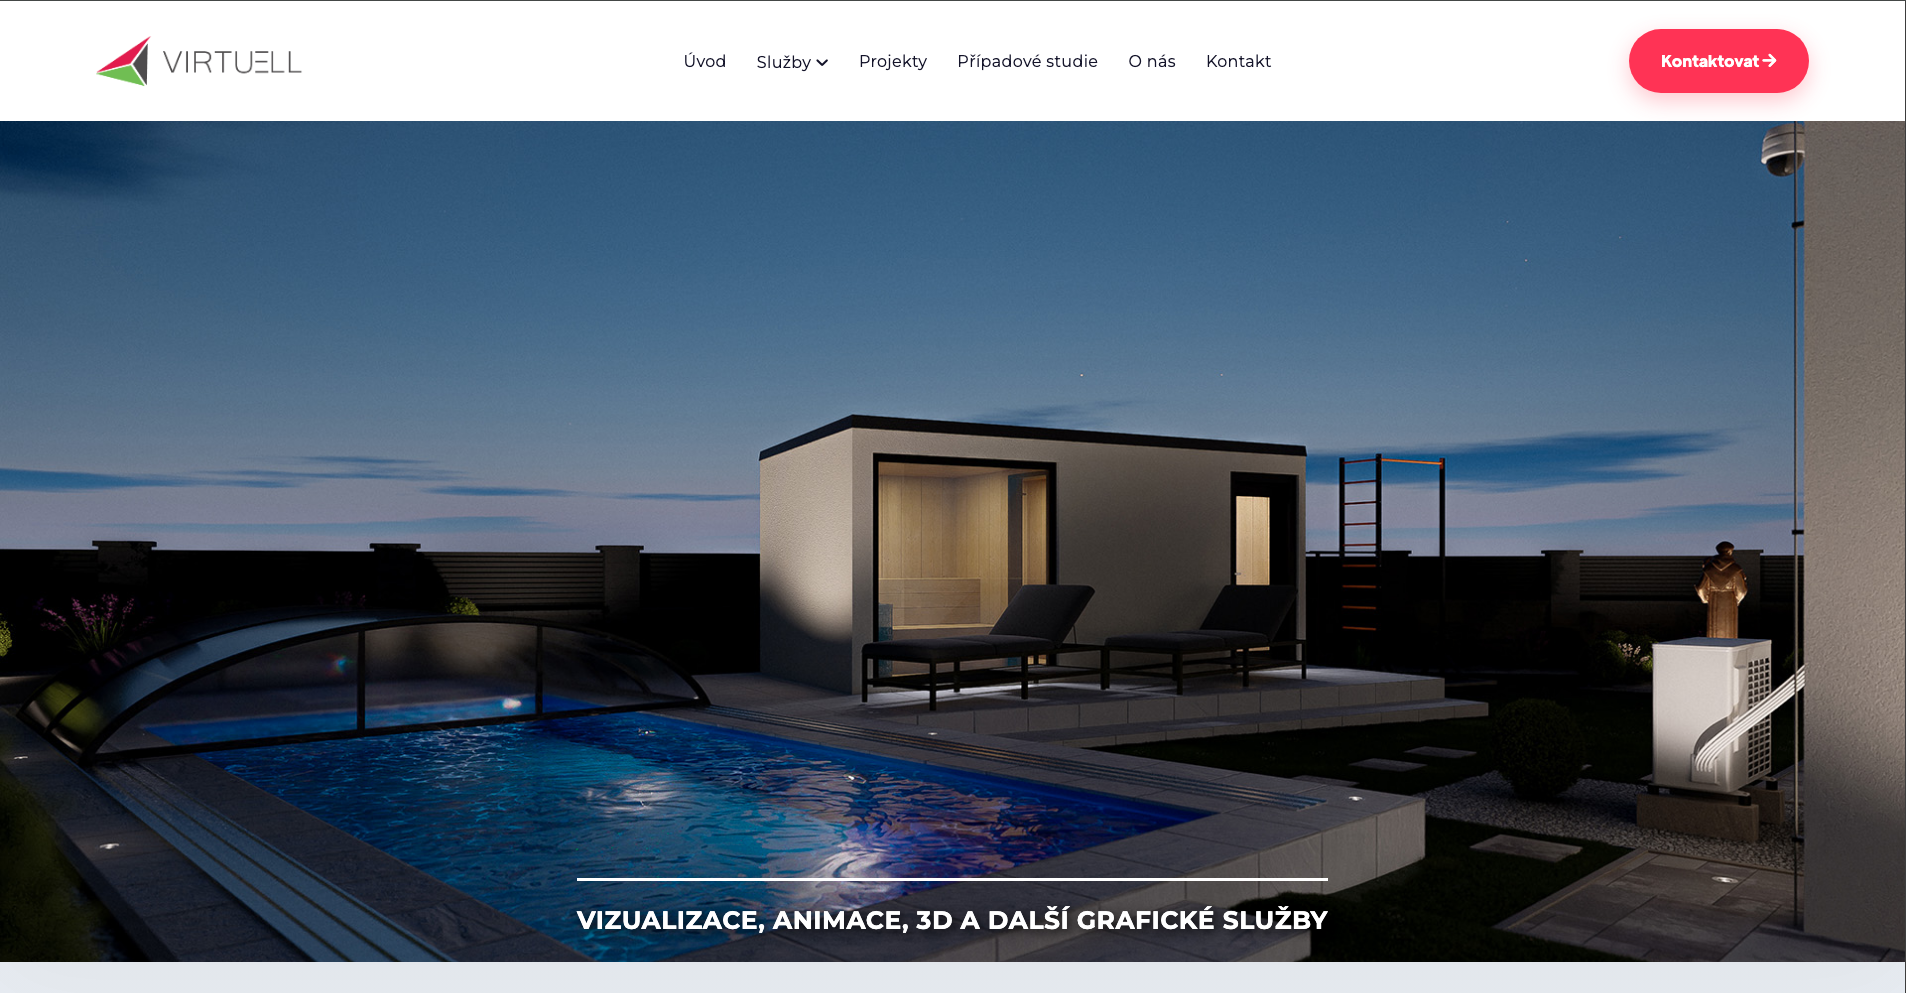 VIRTUELL
Úvod
Služby
Projekty
Případové studie
O nás
Kontakt
Kontaktovat
VIZUALIZACE, ANIMACE, 3D A DALŠÍ GRAFICKÉ SLUŽBY